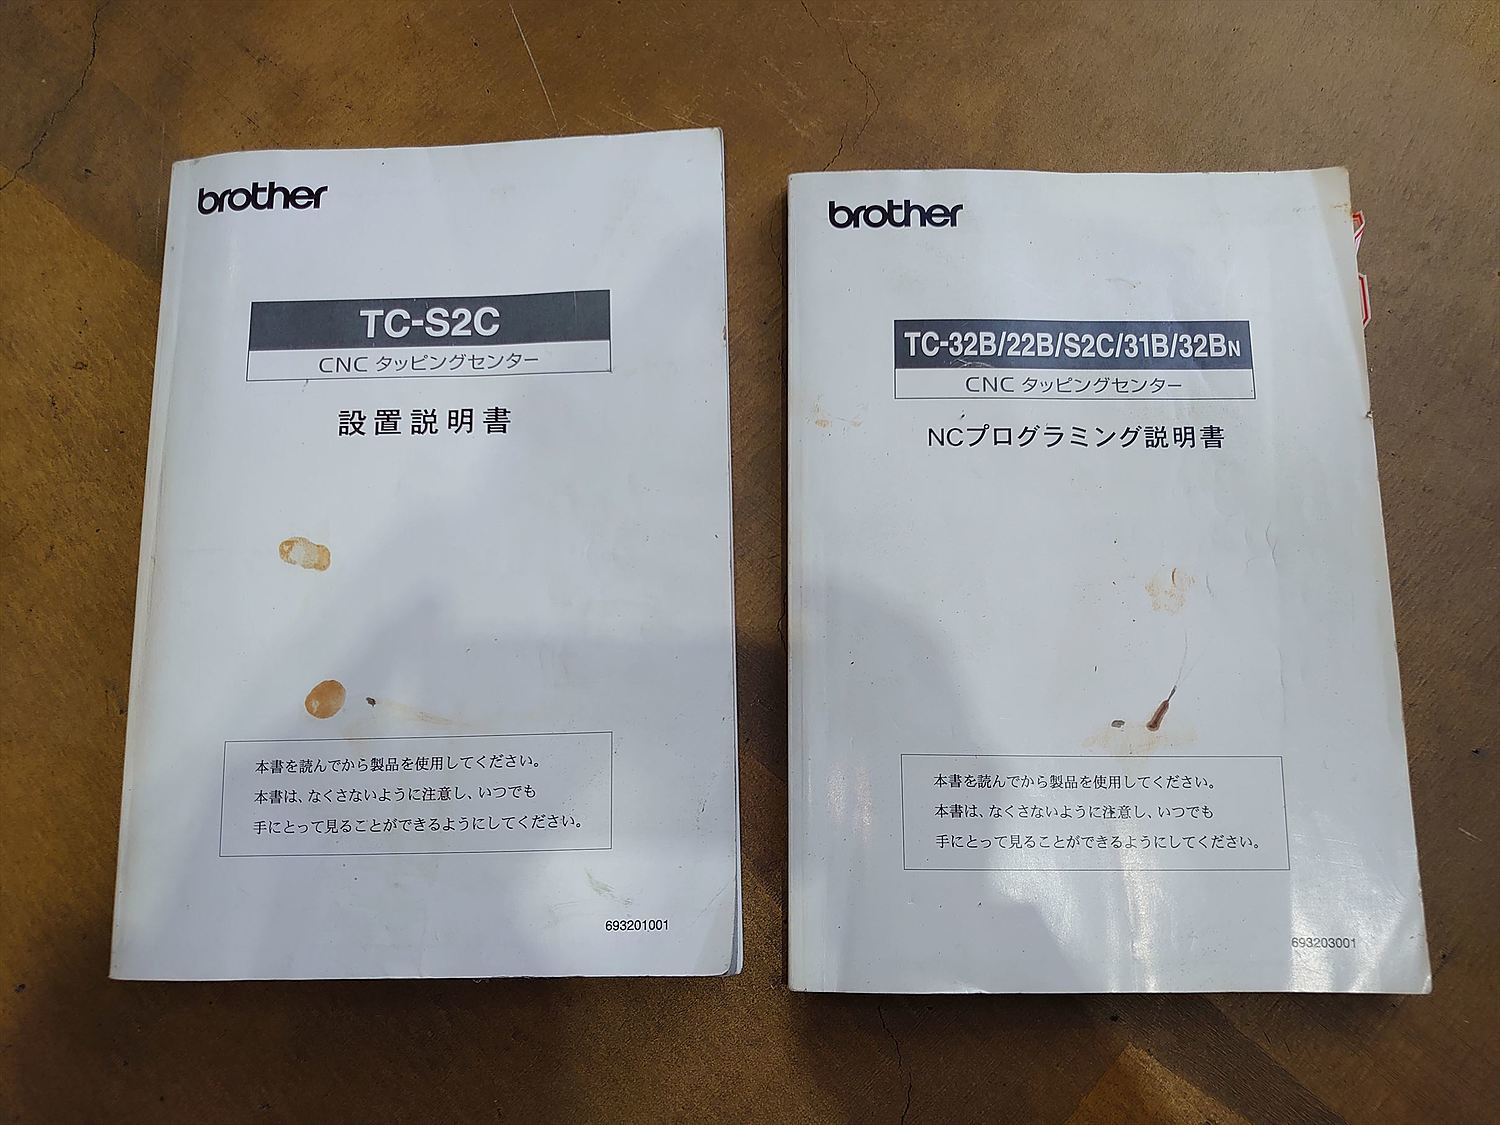 brother
TC-S2C
CNC タッピングセンター
設置説明書
本書を読んでから製品を使用してください。
本書は、なくさないように注意し、いつでも
手にとって見ることができるようにしてください。
693201001
brother
TC-32B/22B/S2C/31B/32BN
CNC タッピングセンター
NCプログラミング説明書
本書を読んでから製品を使用してください。
本書は、なくさないように注意し、いつでも
手にとって見ることができるようにしてください。
693203001